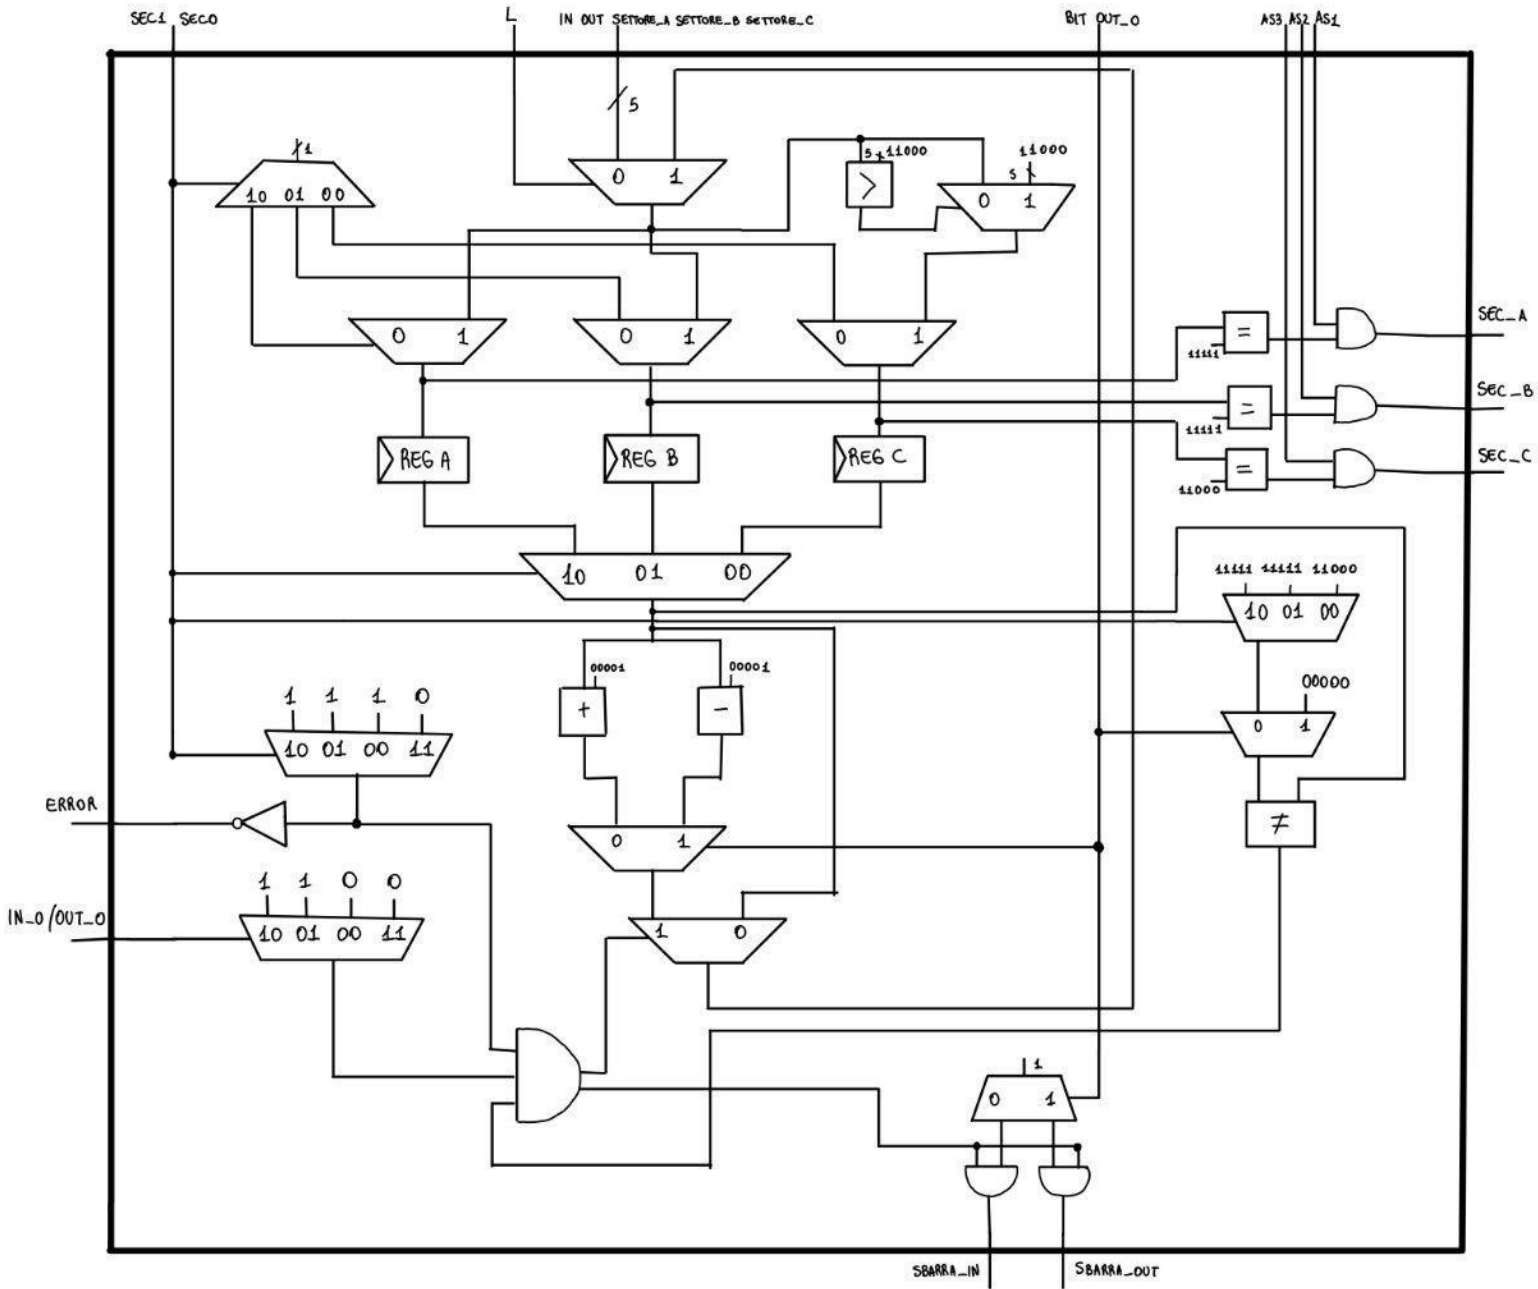 SEC1 SEC0
L
IN OUT SETTORE_A SETTORE_B SETTORE_C
BIT OUT_0
AS3 AS2 AS1
5
1
10 01 00
0 1
5 11000
>
11000
5
0 1
0 1
0 1
0 1
=
11111
SEC_A
=
11111
SEC_B
=
11000
SEC_C
REG A
REG B
REG C
10 01 00
11111 11111 11000
10 01 00
00001
+
00001
-
00000
0 1
≠
1 1 1 0
10 01 00 11
ERROR
0 1
1 1 0 0
IN_0/OUT_0
10 01 00 11
1 0
1
0 1
SBARRA_IN
SBARRA_OUT